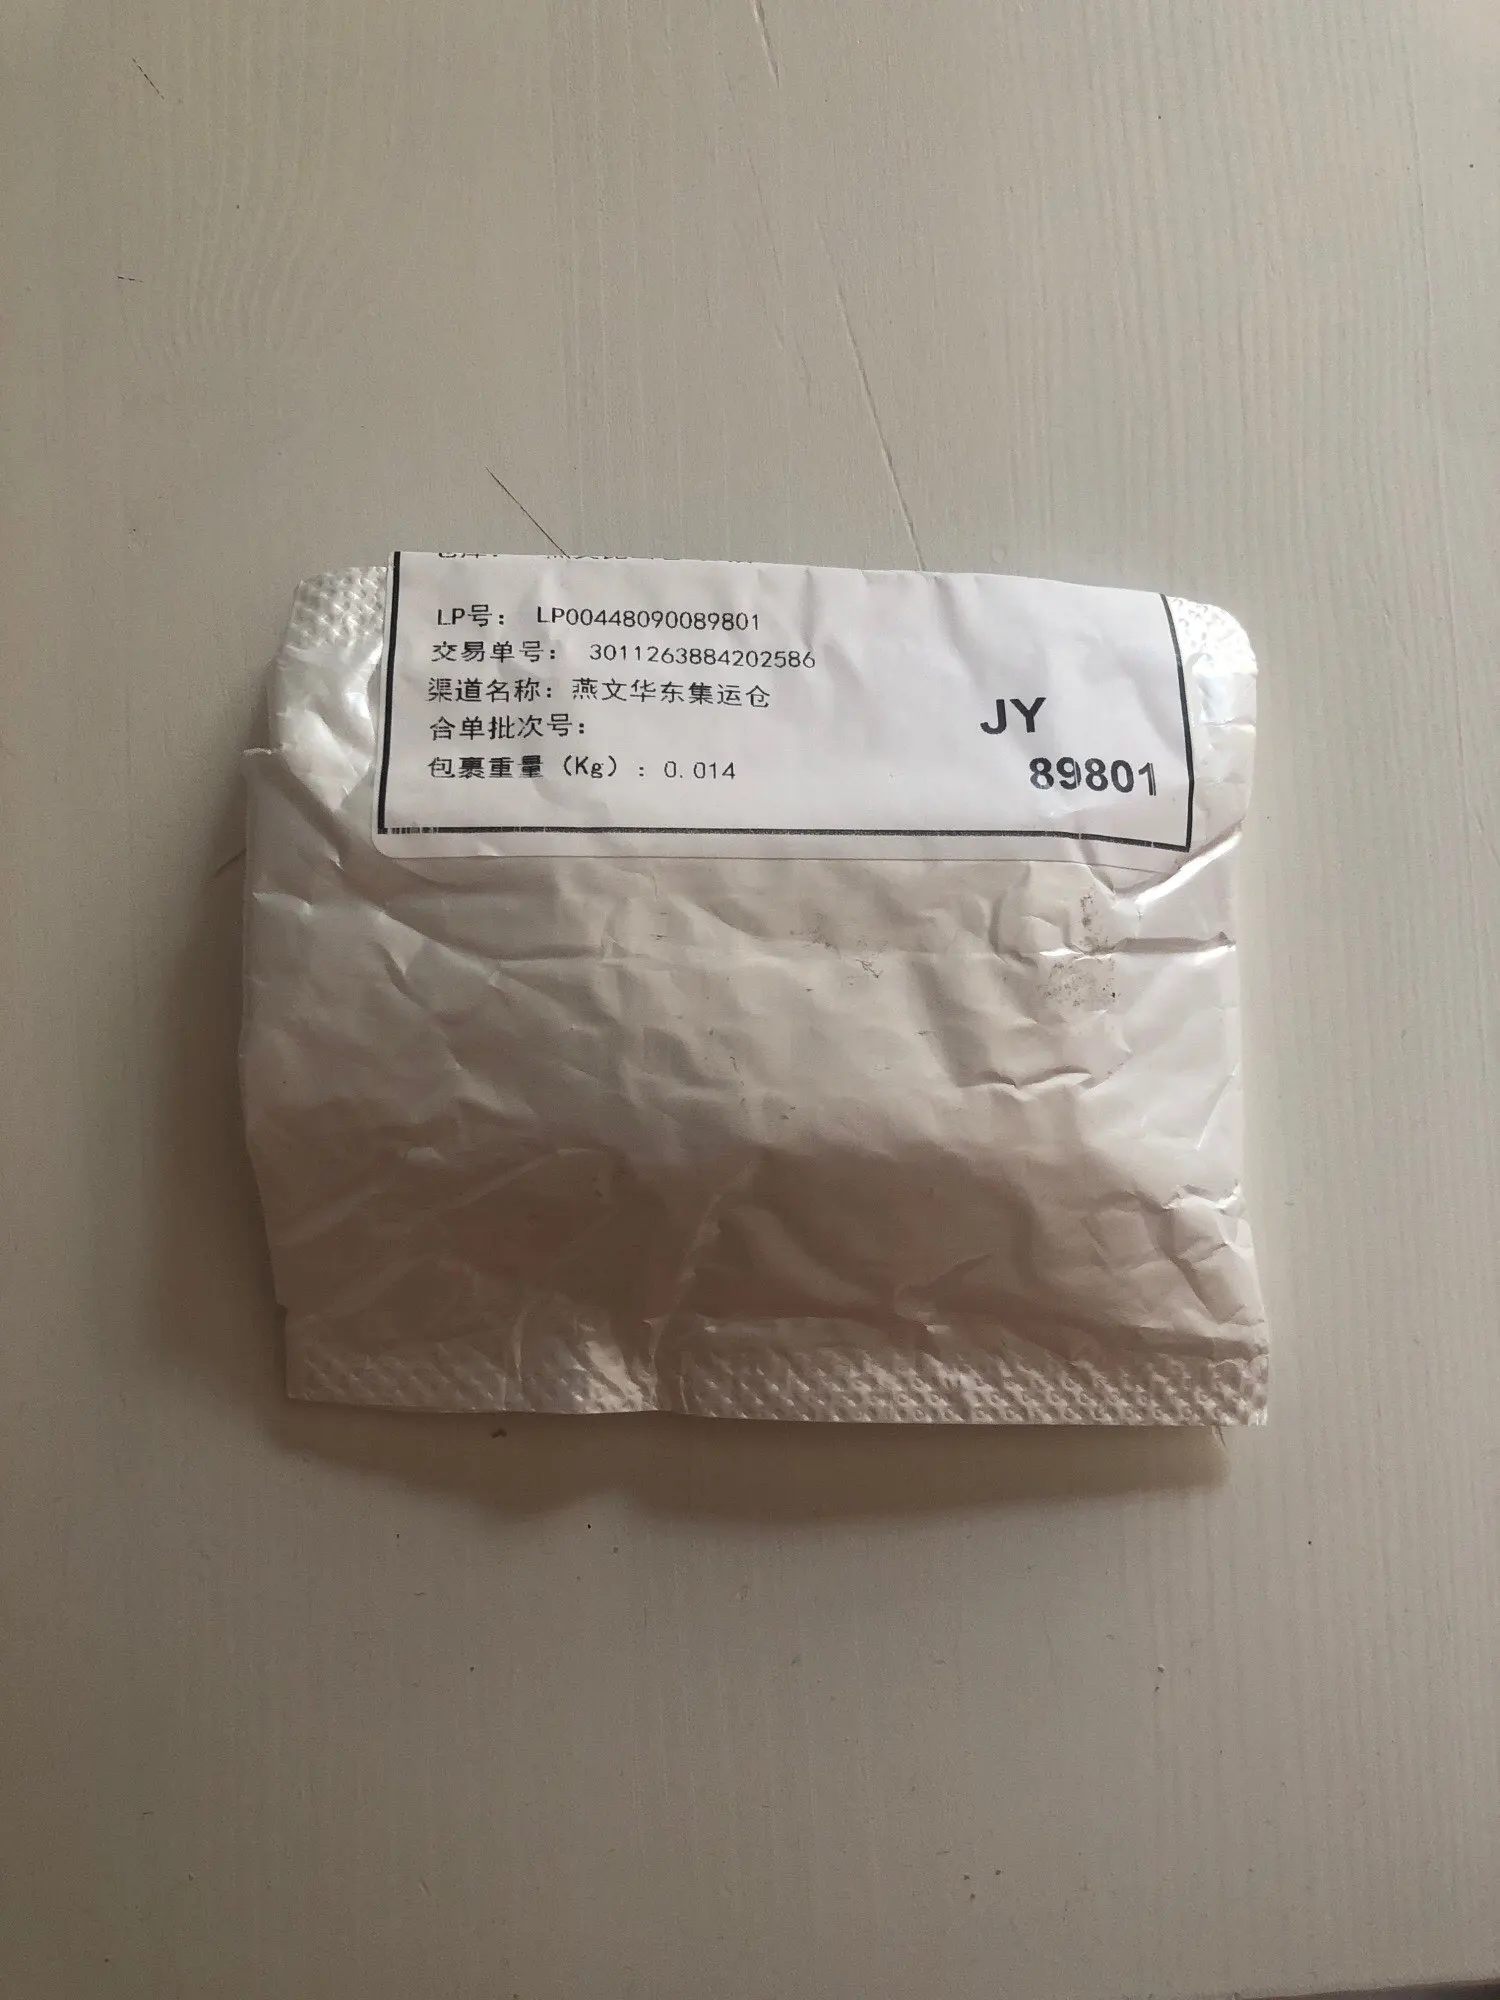 LP号： LP00448090089801
交易单号： 3011263884202586
渠道名称：燕文华东集运仓
合单批次号：
包裹重量（Kg）：0.014
JY
89801